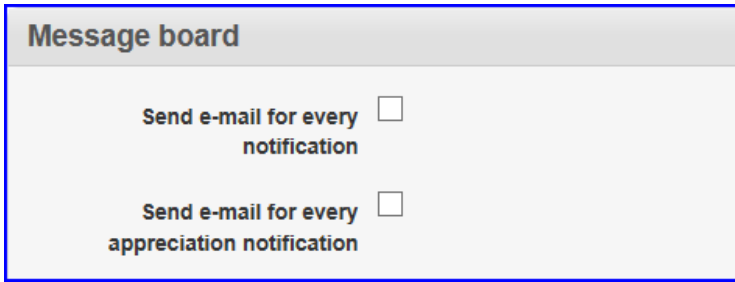 Message board
Send e-mail for every
notification
Send e-mail for every
appreciation notification